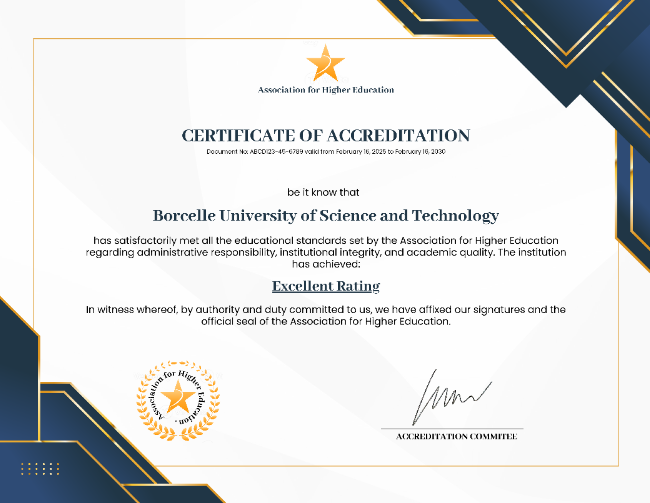 Association for Higher Education
CERTIFICATE OF ACCREDITATION
Document No: ABCD123-45-6789 valid from February 16, 2025 to February 16, 2030
be it know that
Borcelle University of Science and Technology
has satisfactorily met all the educational standards set by the Association for Higher Education
regarding administrative responsibility, institutional integrity, and academic quality. The institution
has achieved:
Excellent Rating
In witness whereof, by authority and duty committed to us, we have affixed our signatures and the
official seal of the Association for Higher Education.
Association for Higher Education
ACCREDITATION COMMITEE